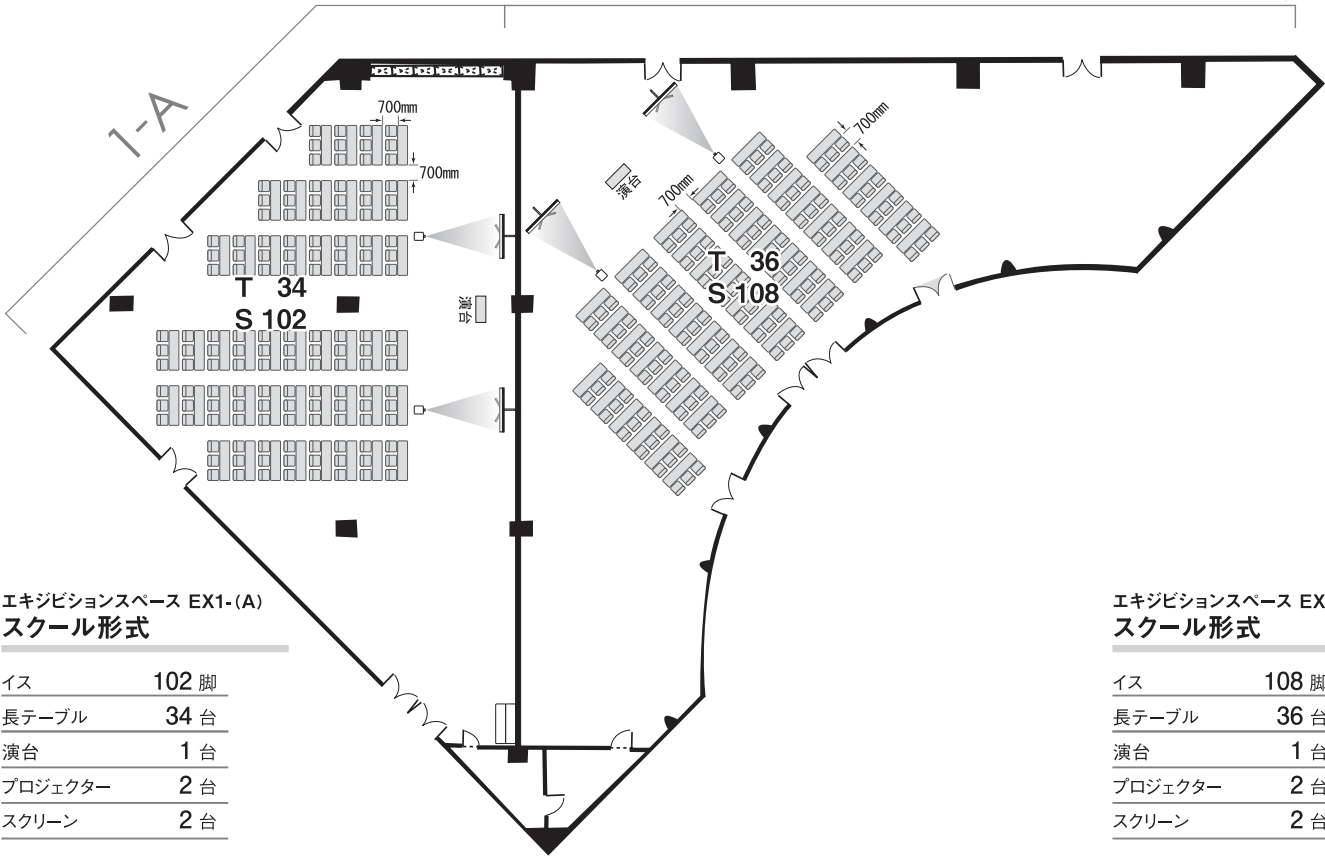 1-A
700mm
700mm
演台
T 34
S 102
700mm
700mm
演台
T 36
S 108
エキジビションスペース EX1-(A)
スクール形式
イス 102 脚
長テーブル 34 台
演台 1 台
プロジェクター 2 台
スクリーン 2 台
エキジビションスペース EX
スクール形式
イス 108 脚
長テーブル 36 台
演台 1 台
プロジェクター 2 台
スクリーン 2 台